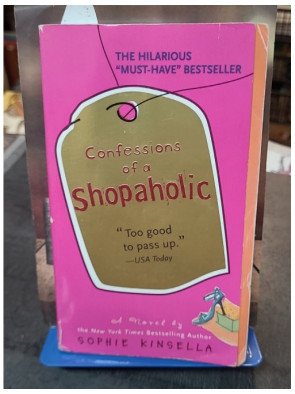 THE HILARIOUS
"MUST-HAVE" BESTSELLER
Confessions
of a
Shopaholic
"Too good
to pass up."
—USA Today
A Novel by
the New York Times Bestselling Author
SOPHIE KINSELLA